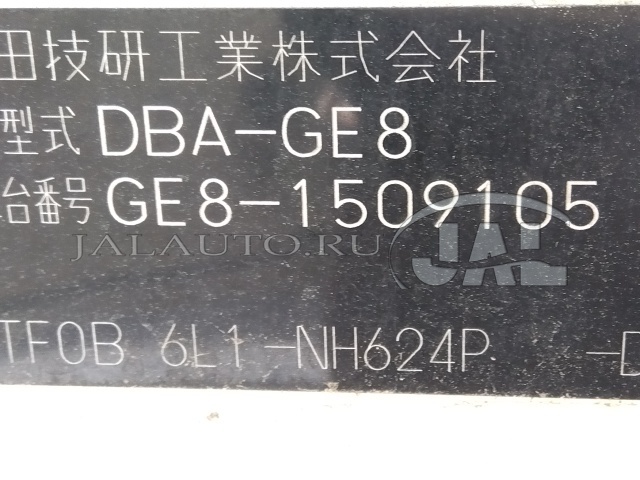 田技研工業株式会社
型式 DBA-GE8
台番号 GE8-1509105
JALAUTO.RU JAL
TF0B 6L1-NH624P -D